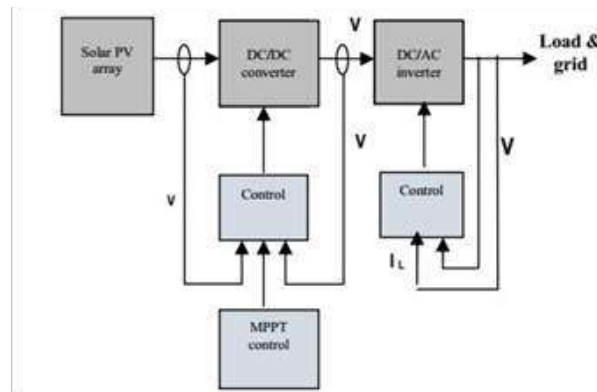 V
Solar PV
array
DC/DC
converter
DC/AC
inverter
Load &
grid
V
V
v
Control
Control
I L
MPPT
control